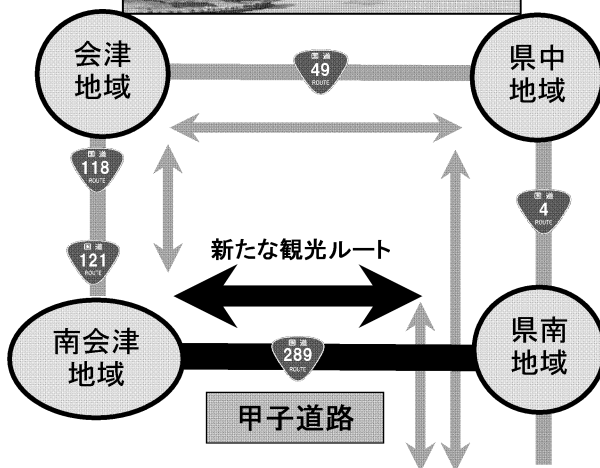 会津
地域
国道
49
ROUTE
県中
地域
国道
118
ROUTE
国道
4
ROUTE
国道
121
ROUTE
新たな観光ルート
南会津
地域
国道
289
ROUTE
県南
地域
甲子道路